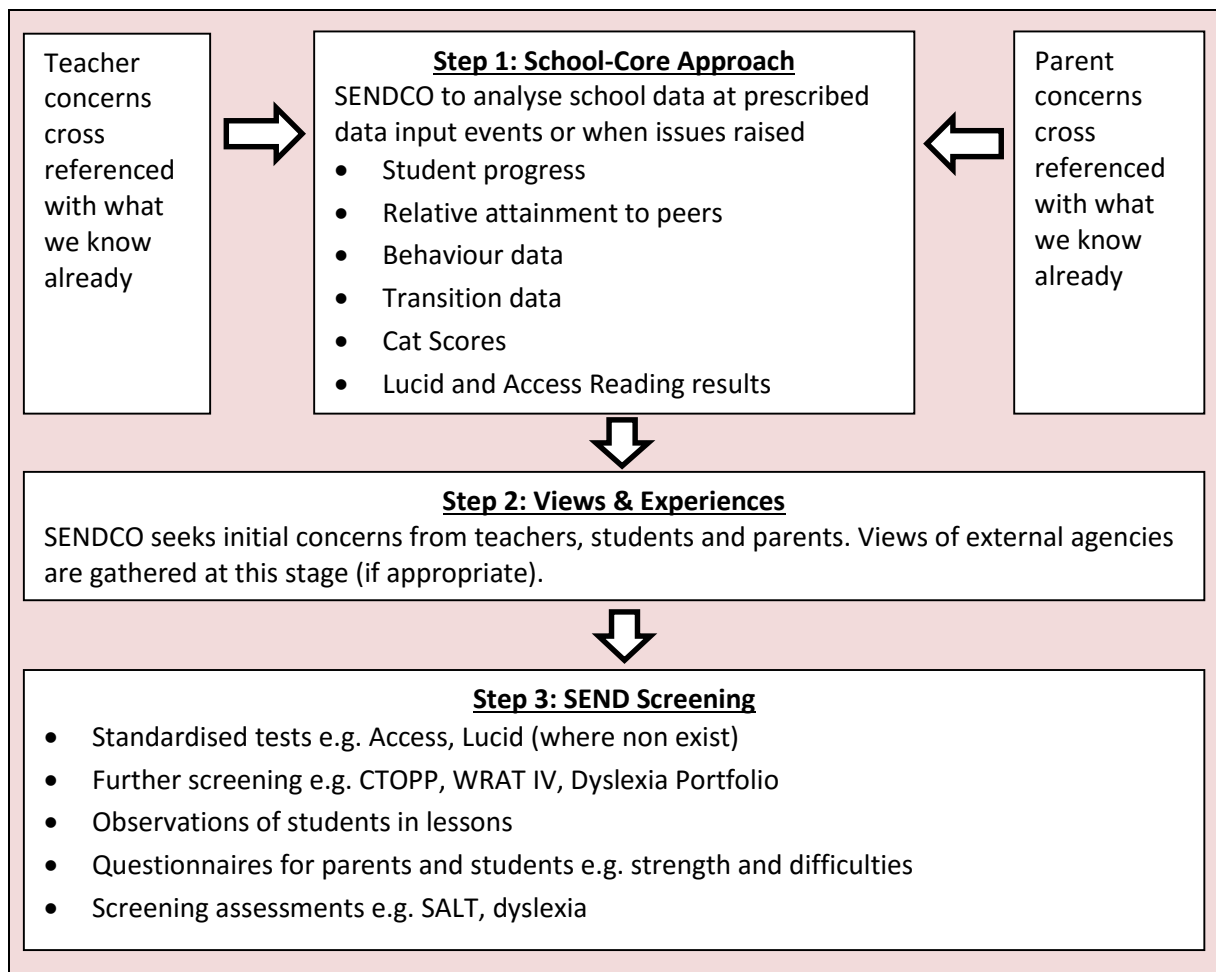 Teacher
concerns
cross
referenced
with what
we know
already
Step 1: School-Core Approach
SENDCO to analyse school data at prescribed
data input events or when issues raised
• Student progress
• Relative attainment to peers
• Behaviour data
• Transition data
• Cat Scores
• Lucid and Access Reading results
Parent
concerns
cross
referenced
with what
we know
already
Step 2: Views & Experiences
SENDCO seeks initial concerns from teachers, students and parents. Views of external agencies
are gathered at this stage (if appropriate).
Step 3: SEND Screening
• Standardised tests e.g. Access, Lucid (where non exist)
• Further screening e.g. CTOPP, WRAT IV, Dyslexia Portfolio
• Observations of students in lessons
• Questionnaires for parents and students e.g. strength and difficulties
• Screening assessments e.g. SALT, dyslexia